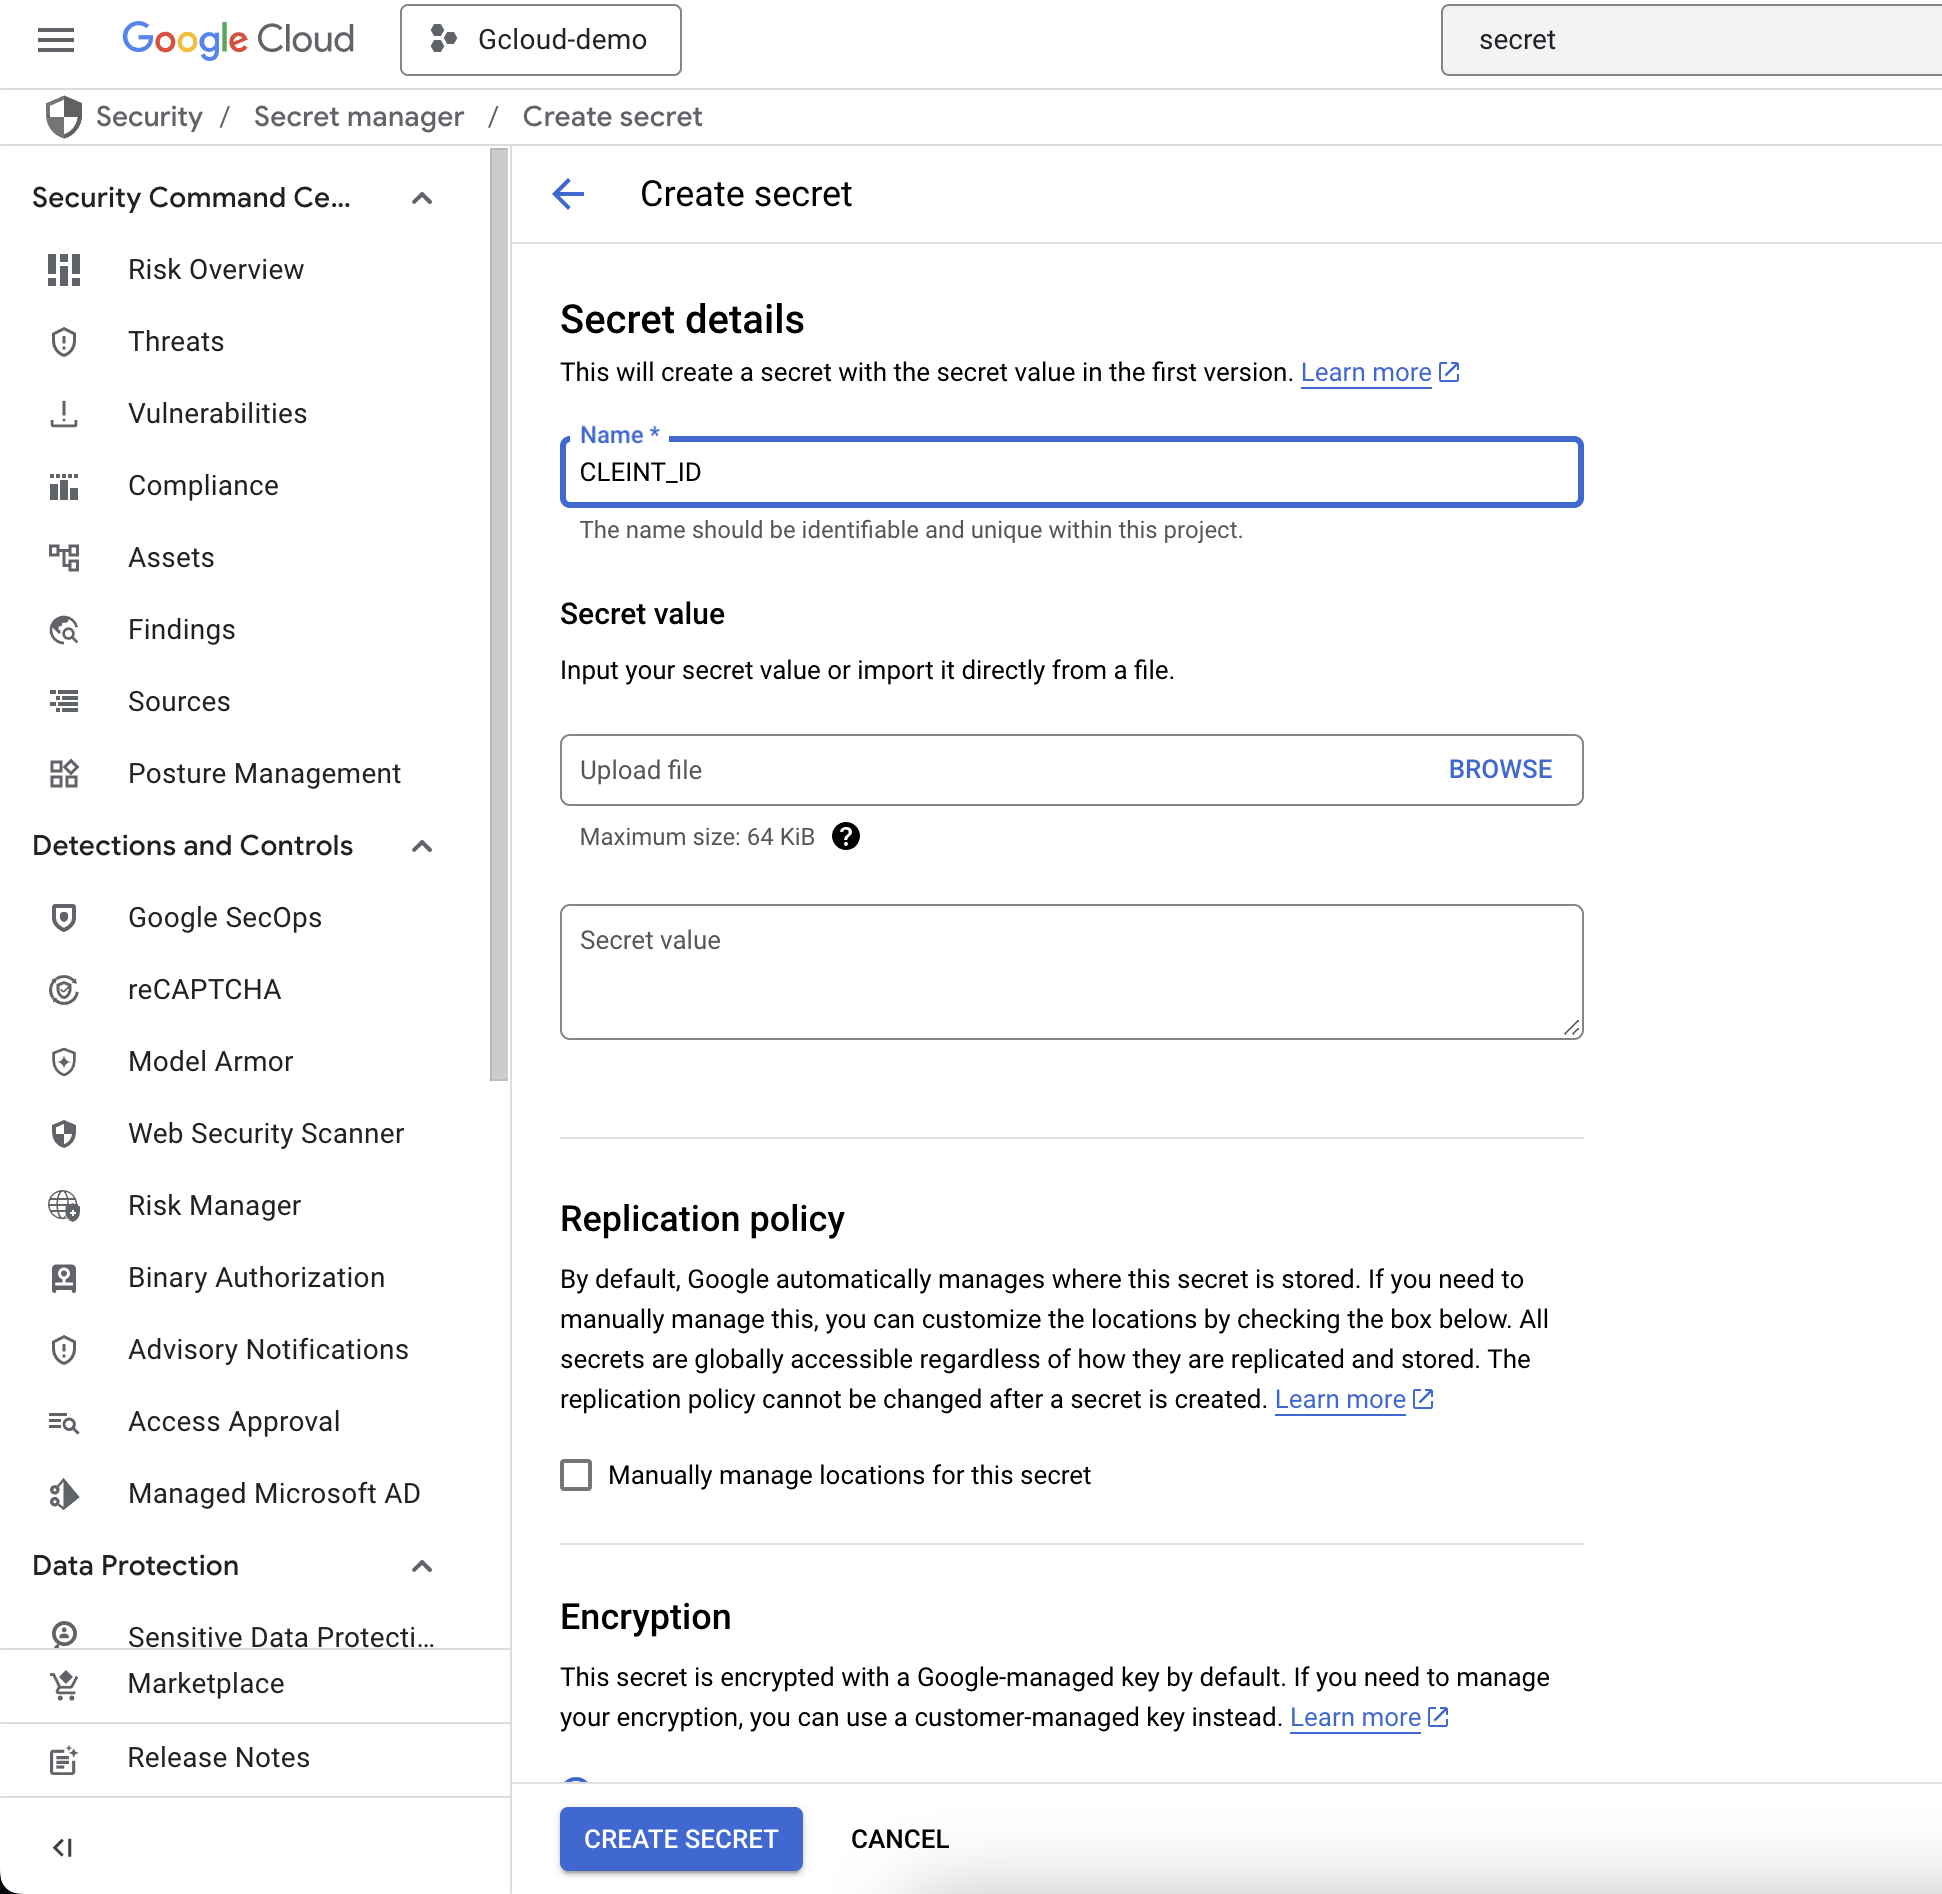 Google Cloud
Gcloud-demo
secret
Security / Secret manager / Create secret
Security Command Ce...
Risk Overview
Threats
Vulnerabilities
Compliance
Assets
Findings
Sources
Posture Management
Detections and Controls
Google SecOps
reCAPTCHA
Model Armor
Web Security Scanner
Risk Manager
Binary Authorization
Advisory Notifications
Access Approval
Managed Microsoft AD
Data Protection
Sensitive Data Protecti...
Marketplace
Release Notes
Create secret
Secret details
This will create a secret with the secret value in the first version. Learn more
Name *
CLEINT_ID
The name should be identifiable and unique within this project.
Secret value
Input your secret value or import it directly from a file.
Upload file
BROWSE
Maximum size: 64 KiB
Secret value
Replication policy
By default, Google automatically manages where this secret is stored. If you need to
manually manage this, you can customize the locations by checking the box below. All
secrets are globally accessible regardless of how they are replicated and stored. The
replication policy cannot be changed after a secret is created. Learn more
Manually manage locations for this secret
Encryption
This secret is encrypted with a Google-managed key by default. If you need to manage
your encryption, you can use a customer-managed key instead. Learn more
CREATE SECRET
CANCEL